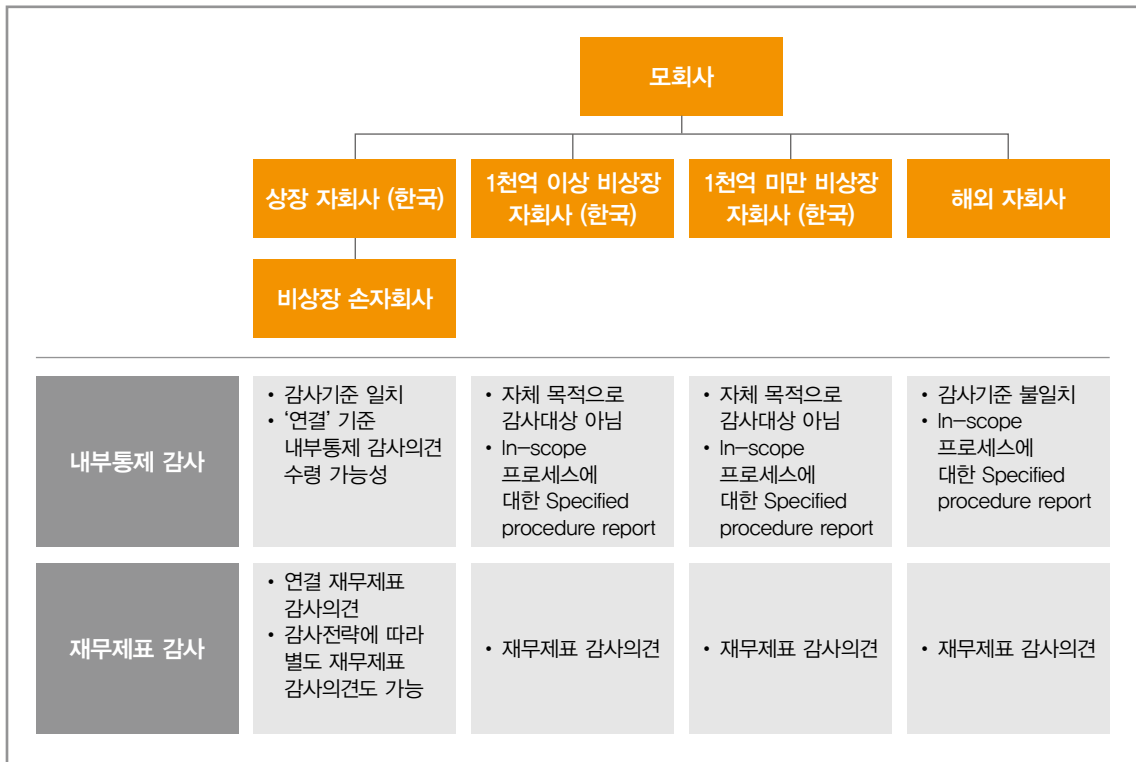 모회사
상장 자회사 (한국)
1천억 이상 비상장
자회사 (한국)
1천억 미만 비상장
자회사 (한국)
해외 자회사
비상장 손자회사
내부통제 감사
• 감사기준 일치
• ‘연결’ 기준
내부통제 감사의견
수령 가능성
• 자체 목적으로
감사대상 아님
• In-scope
프로세스에
대한 Specified
procedure report
• 자체 목적으로
감사대상 아님
• In-scope
프로세스에
대한 Specified
procedure report
• 감사기준 불일치
• In-scope
프로세스에
대한 Specified
procedure report
재무제표 감사
• 연결 재무제표
감사의견
• 감사전략에 따라
별도 재무제표
감사의견도 가능
• 재무제표 감사의견
• 재무제표 감사의견
• 재무제표 감사의견